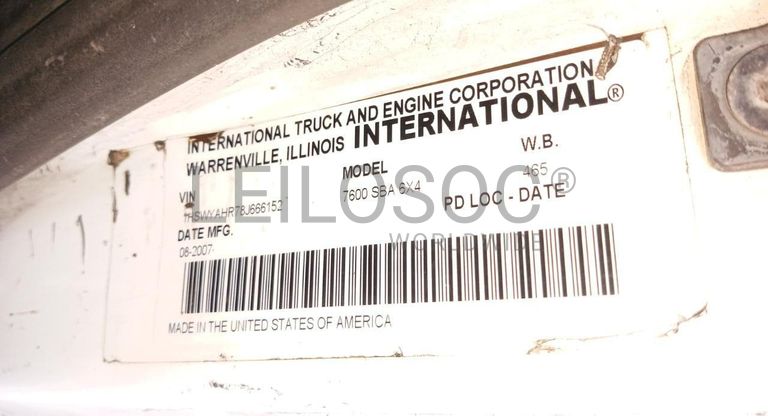 INTERNATIONAL TRUCK AND ENGINE CORPORATION
WARRENVILLE, ILLINOIS INTERNATIONAL®
VIN MODEL W.B.
1HSWYAHR78J666152 7600 SBA 6X4 465
DATE MFG. PD LOC - DATE
08-2007
MADE IN THE UNITED STATES OF AMERICA
LEILOSOC®
WORLDWIDE